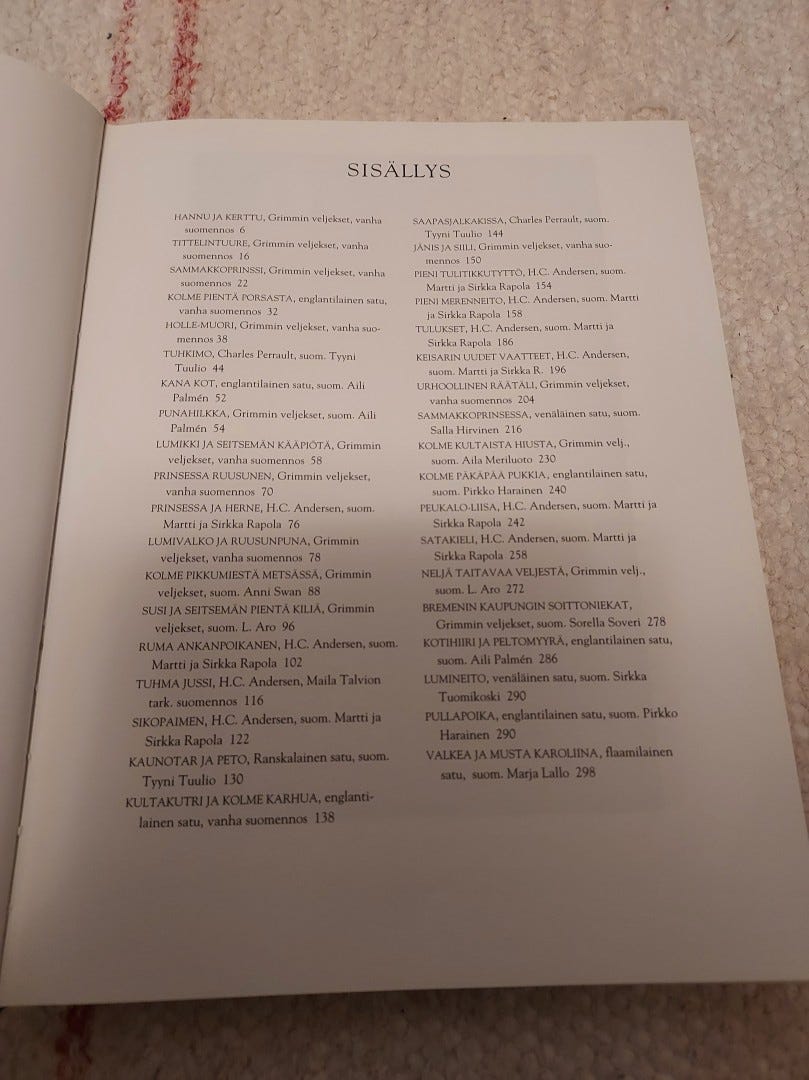 SISÄLLYS
HANNU JA KERTTU, Grimmin veljekset, vanha
suomennos 6
TITTELINTUURE, Grimmin veljekset, vanha
suomennos 16
SAMMAKKOPRINSSI, Grimmin veljekset, vanha
suomennos 22
KOLME PIENTÄ PORSASTA, englantilainen satu,
vanha suomennos 32
HOLLE-MUORI, Grimmin veljekset, vanha suo-
mennos 38
TUHKIMO, Charles Perrault, suom. Tyyni
Tuulio 44
KANA KOT, englantilainen satu, suom. Aili
Palmén 52
PUNAHILKKA, Grimmin veljekset, suom. Aili
Palmén 54
LUMIKKI JA SEITSEMÄN KÄÄPIÖTÄ, Grimmin
veljekset, vanha suomennos 58
PRINSESSA RUUSUNEN, Grimmin veljekset,
vanha suomennos 70
PRINSESSA JA HERNE, H.C. Andersen, suom.
Martti ja Sirkka Rapola 76
LUMIVALKO JA RUUSUNPUNA, Grimmin
veljekset, vanha suomennos 78
KOLME PIKKUMIESTÄ METSÄSSÄ, Grimmin
veljekset, suom. Anni Swan 88
SUSI JA SEITSEMÄN PIENTÄ KILIÄ, Grimmin
veljekset, suom. L. Aro 96
RUMA ANKANPOIKANEN, H.C. Andersen, suom.
Martti ja Sirkka Rapola 102
TUHMA JUSSI, H.C. Andersen, Maila Talvion
tark. suomennos 116
SIKOPAIMEN, H.C. Andersen, suom. Martti ja
Sirkka Rapola 122
KAUNOTAR JA PETO, Ranskalainen satu, suom.
Tyyni Tuulio 130
KULTAKUTRI JA KOLME KARHUA, englanti-
lainen satu, vanha suomennos 138
SAAPASJALKAKISSA, Charles Perrault, suom.
Tyyni Tuulio 144
JÄNIS JA SIILI, Grimmin veljekset, vanha suo-
mennos 150
PIENI TULITIKKUTYTTÖ, H.C. Andersen, suom.
Martti ja Sirkka Rapola 154
PIENI MERENNEITO, H.C. Andersen, suom. Martti
ja Sirkka Rapola 158
TULUKSET, H.C. Andersen, suom. Martti ja
Sirkka Rapola 186
KEISARIN UUDET VAATTEET, H.C. Andersen,
suom. Martti ja Sirkka R. 196
URHOOLLINEN RÄÄTÄLI, Grimmin veljekset,
vanha suomennos 204
SAMMAKKOPRINSESSA, venäläinen satu, suom.
Salla Hirvinen 216
KOLME KULTAISTA HIUSTA, Grimmin velj.,
suom. Aila Meriluoto 230
KOLME PÄKÄPÄÄ PUKKIA, englantilainen satu,
suom. Pirkko Harainen 240
PEUKALO-LIISA, H.C. Andersen, suom. Martti ja
Sirkka Rapola 242
SATAKIELI, H.C. Andersen, suom. Martti ja
Sirkka Rapola 258
NELJÄ TAITAVAA VELJESTÄ, Grimmin velj.,
suom. L. Aro 272
BREMENIN KAUPUNGIN SOITTONIEKAT,
Grimmin veljekset, suom. Sorella Soveri 278
KOTIHIIRI JA PELTOMYYRÄ, englantilainen satu,
suom. Aili Palmén 286
LUMINEITO, venäläinen satu, suom. Sirkka
Tuomikoski 290
PULLAPOIKA, englantilainen satu, suom. Pirkko
Harainen 290
VALKEA JA MUSTA KAROLIINA, flaamilainen
satu, suom. Marja Lallo 298